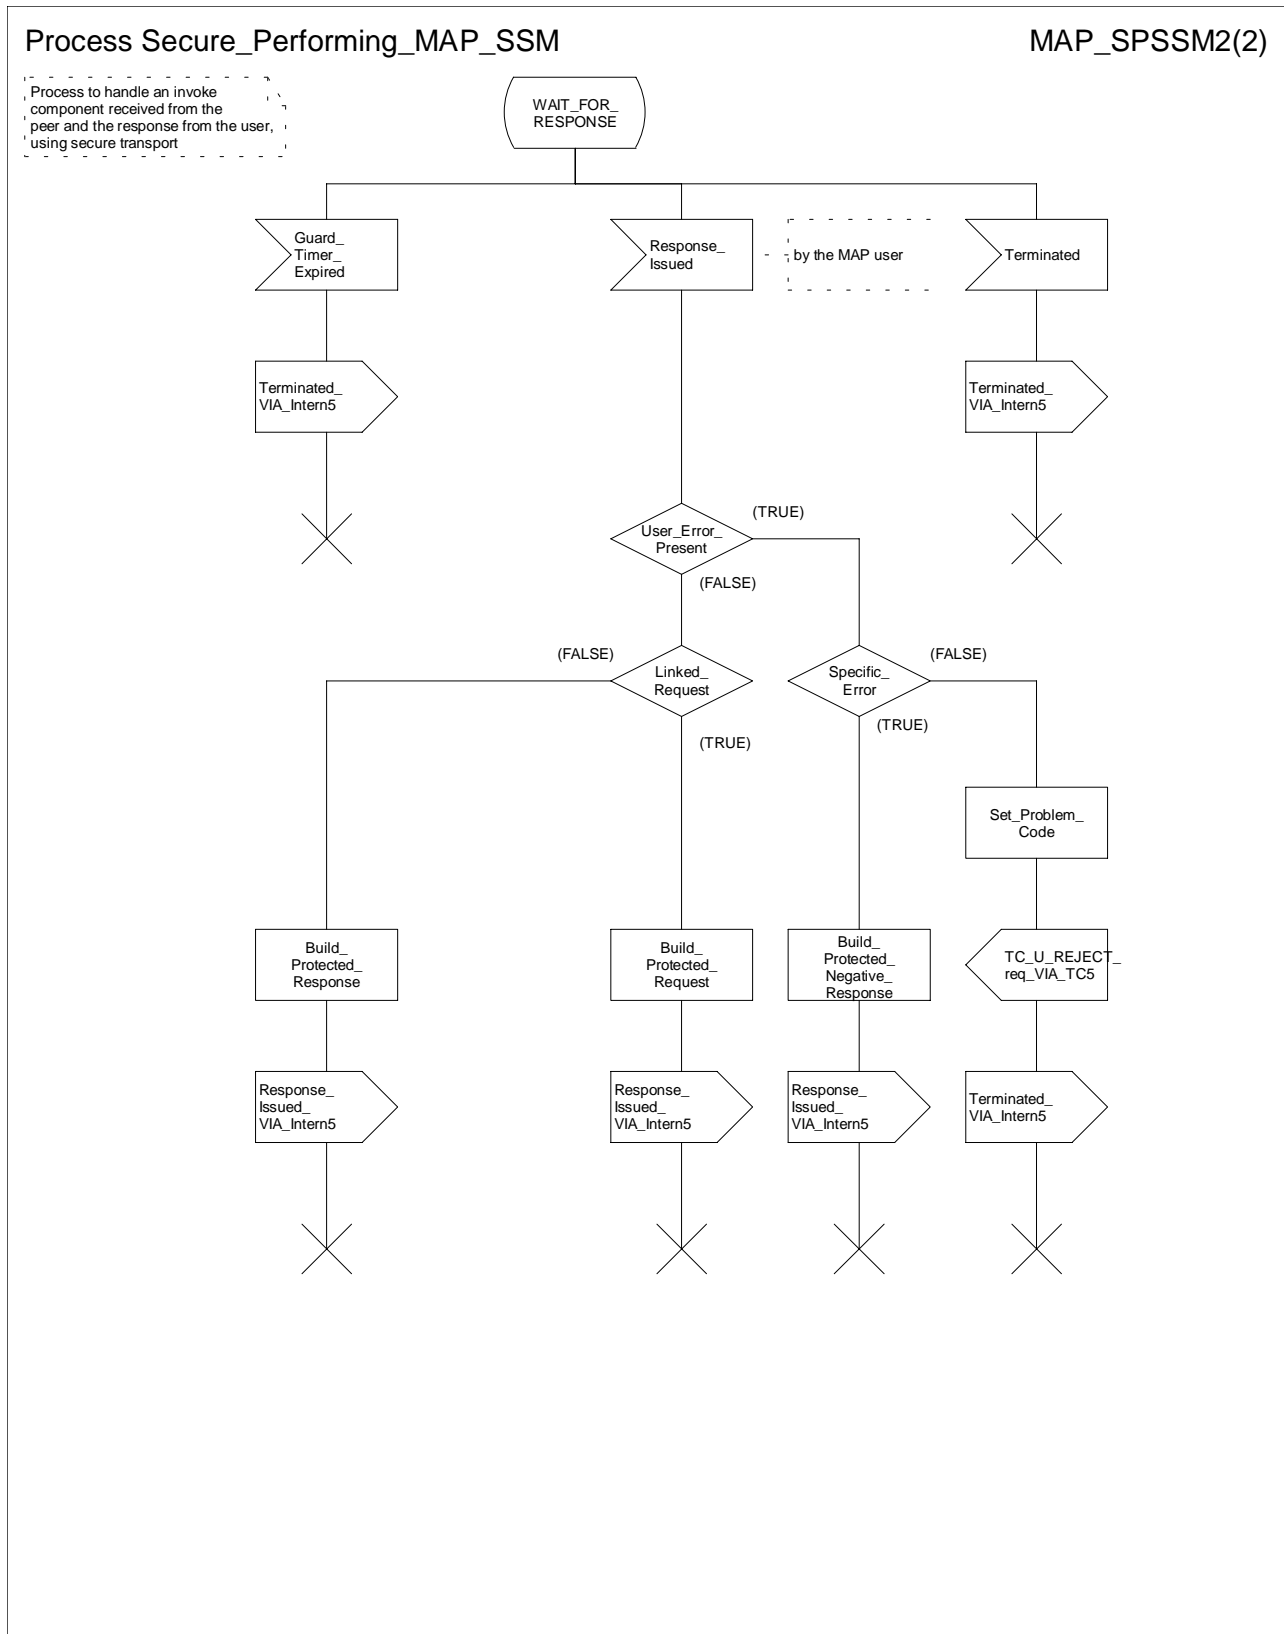 Process Secure_Performing_MAP_SSM
MAP_SPSSM2(2)
Process to handle an invoke
component received from the
peer and the response from the user,
using secure transport
WAIT_FOR_
RESPONSE
Guard_
Timer_
Expired
Response_
Issued
by the MAP user
Terminated
Terminated_
VIA_Intern5
Terminated_
VIA_Intern5
User_Error_
Present
(TRUE)
(FALSE)
(FALSE)
Linked_
Request
(TRUE)
Specific_
Error
(FALSE)
(TRUE)
Set_Problem_
Code
Build_
Protected_
Response
Build_
Protected_
Request
Build_
Protected_
Negative_
Response
TC_U_REJECT_
req_VIA_TC5
Response_
Issued_
VIA_Intern5
Response_
Issued_
VIA_Intern5
Response_
Issued_
VIA_Intern5
Terminated_
VIA_Intern5